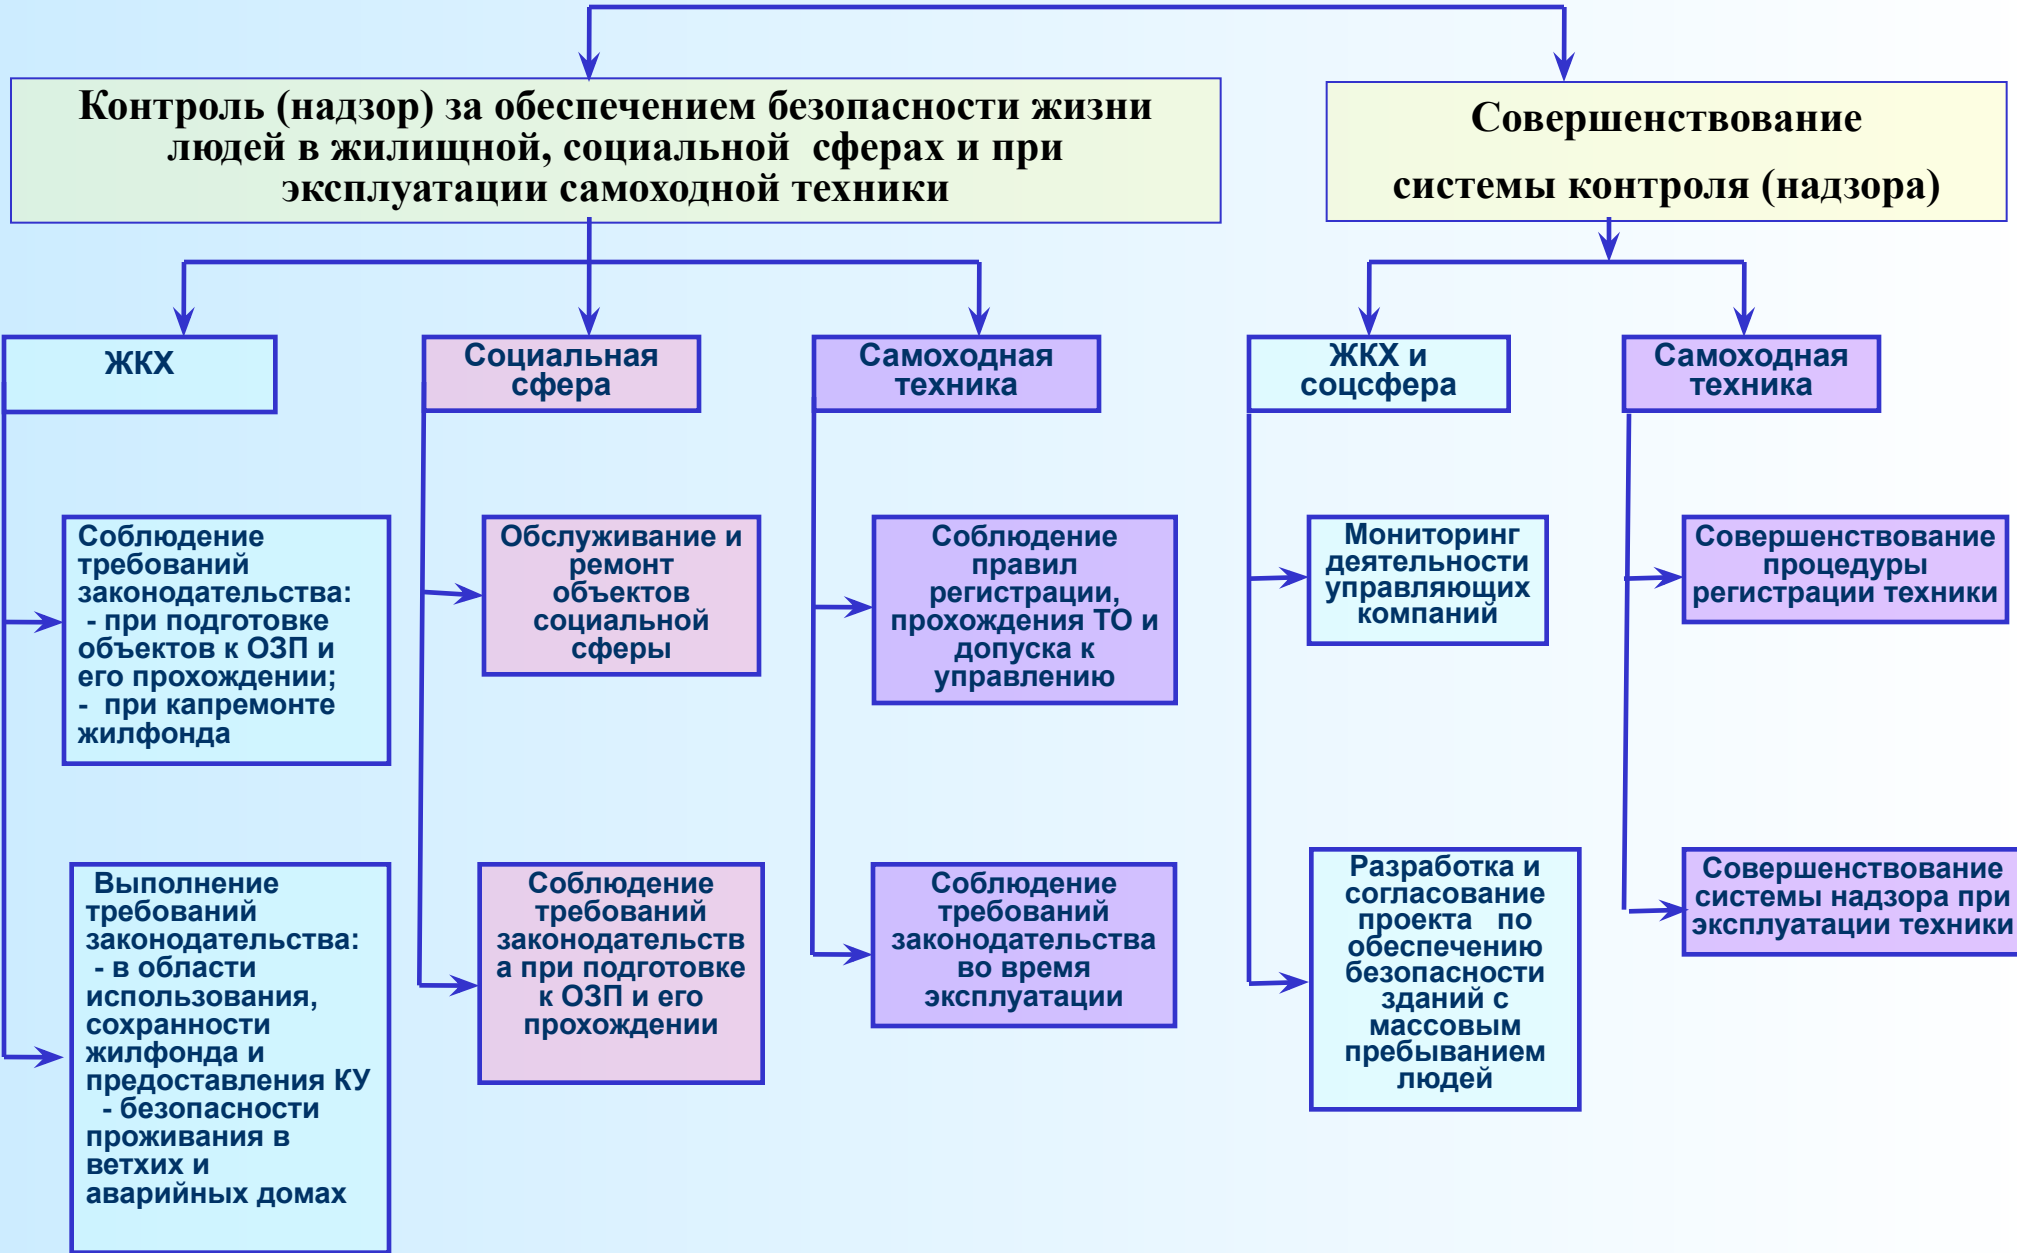 Контроль (надзор) за обеспечением безопасности жизни
людей в жилищной, социальной сферах и при
эксплуатации самоходной техники
Совершенствование
системы контроля (надзора)
ЖКХ
Социальная
сфера
Самоходная
техника
ЖКХ и
соцсфера
Самоходная
техника
Соблюдение
требований
законодательства:
- при подготовке
объектов к ОЗП и
его прохождении;
- при капремонте
жилфонда
Обслуживание и
ремонт
объектов
социальной
сферы
Соблюдение
правил
регистрации,
прохождения ТО и
допуска к
управлению
Мониторинг
деятельности
управляющих
компаний
Совершенствование
процедуры
регистрации техники
Выполнение
требований
законодательства:
- в области
использования,
сохранности
жилфонда и
предоставления КУ
- безопасности
проживания в
ветхих и
аварийных домах
Соблюдение
требований
законодательств
а при подготовке
к ОЗП и его
прохождении
Соблюдение
требований
законодательства
во время
эксплуатации
Разработка и
согласование
проекта по
обеспечению
безопасности
зданий с
массовым
пребыванием
людей
Совершенствование
системы надзора при
эксплуатации техники